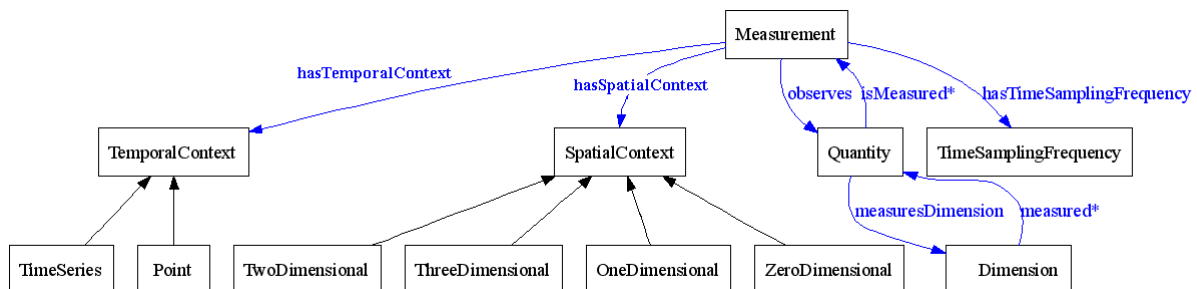 Measurement
hasTemporalContext
hasSpatialContext
observes
isMeasured*
hasTimeSamplingFrequency
TemporalContext
SpatialContext
Quantity
TimeSamplingFrequency
measuresDimension
measured*
TimeSeries
Point
TwoDimensional
ThreeDimensional
OneDimensional
ZeroDimensional
Dimension